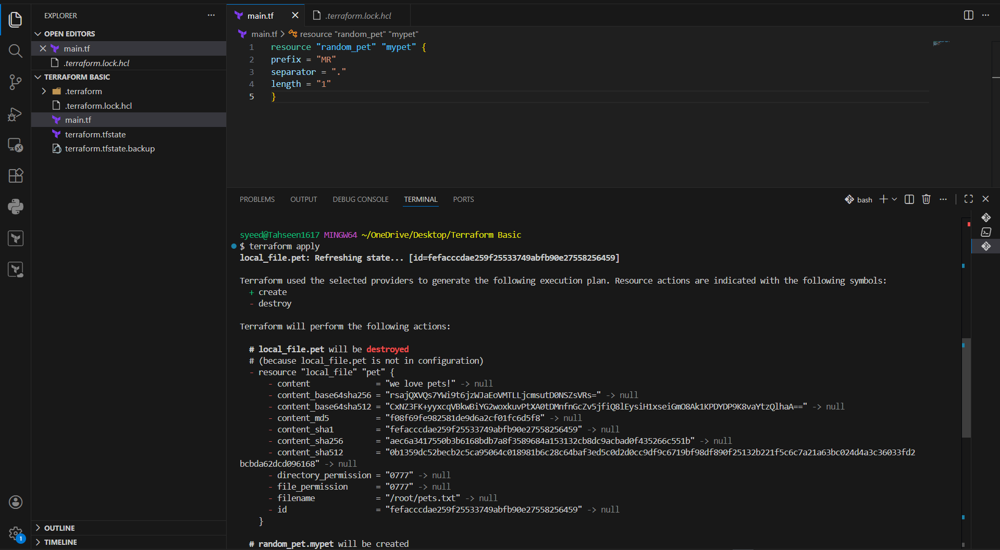 EXPLORER
OPEN EDITORS
main.tf
.terraform.lock.hcl
TERRAFORM BASIC
.terraform
.terraform.lock.hcl
main.tf
terraform.tfstate
terraform.tfstate.backup
OUTLINE
TIMELINE
1
main.tf
.terraform.lock.hcl
main.tf > resource "random_pet" "mypet"
1 resource "random_pet" "mypet" {
2 prefix = "MR"
3 separator = "."
4 length = "1"
5 }
PROBLEMS OUTPUT DEBUG CONSOLE TERMINAL PORTS
bash
syeed@Tahseen1617 MINGW64 ~/OneDrive/Desktop/Terraform Basic
$ terraform apply
local_file.pet: Refreshing state... [id=fefacccdae259f25533749abfb90e27558256459]
Terraform used the selected providers to generate the following execution plan. Resource actions are indicated with the following symbols:
+ create
- destroy
Terraform will perform the following actions:
# local_file.pet will be destroyed
# (because local_file.pet is not in configuration)
- resource "local_file" "pet" {
- content = "we love pets!" -> null
- content_base64sha256 = "rsajQXVQs7YWi9t6jzWJaEoVMTLLjcmsutD0NSZsVRs=" -> null
- content_base64sha512 = "CxNZ3FK+yyxcqVBkwBiYG2woxkuvPtXA0tDMnfnGcZv5jfiQ8lEysiH1xseiGmO8Ak1KPDYDP9K8vaYtzQlhaA==" -> null
- content_md5 = "f08f69fe982581de9d6a2cf01fc6d5f8" -> null
- content_sha1 = "fefacccdae259f25533749abfb90e27558256459" -> null
- content_sha256 = "aec6a3417550b3b6168bdb7a8f3589684a153132cb8dc9acbad0f435266c551b" -> null
- content_sha512 = "0b1359dc52becb2c5ca95064c018981b6c28c64baf3ed5c0d2d0cc9df9c6719bf98df890f25132b221f5c6c7a21a63bc024d4a3c36033fd2
bcbda62dcd096168" -> null
- directory_permission = "0777" -> null
- file_permission = "0777" -> null
- filename = "/root/pets.txt" -> null
- id = "fefacccdae259f25533749abfb90e27558256459" -> null
}
# random_pet.mypet will be created